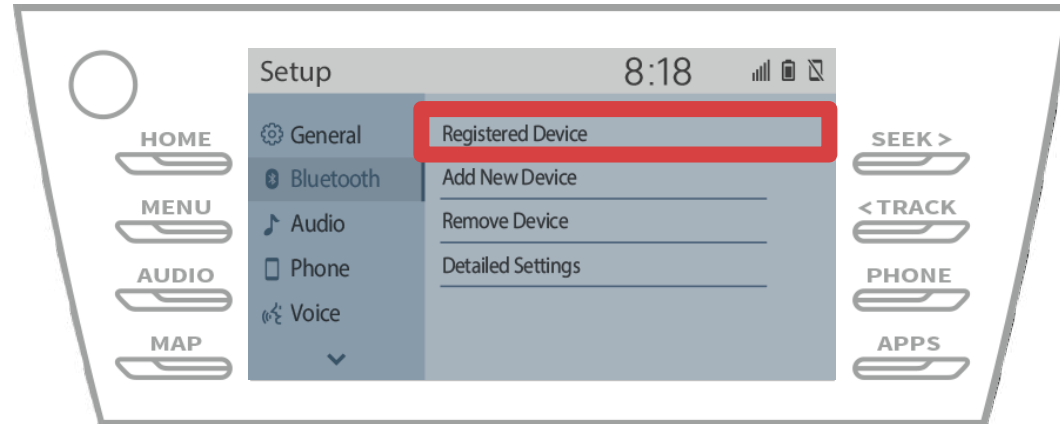 Setup 8:18
HOME
MENU
AUDIO
MAP
General
Bluetooth
Audio
Phone
Voice
Registered Device
Add New Device
Remove Device
Detailed Settings
SEEK >
< TRACK
PHONE
APPS